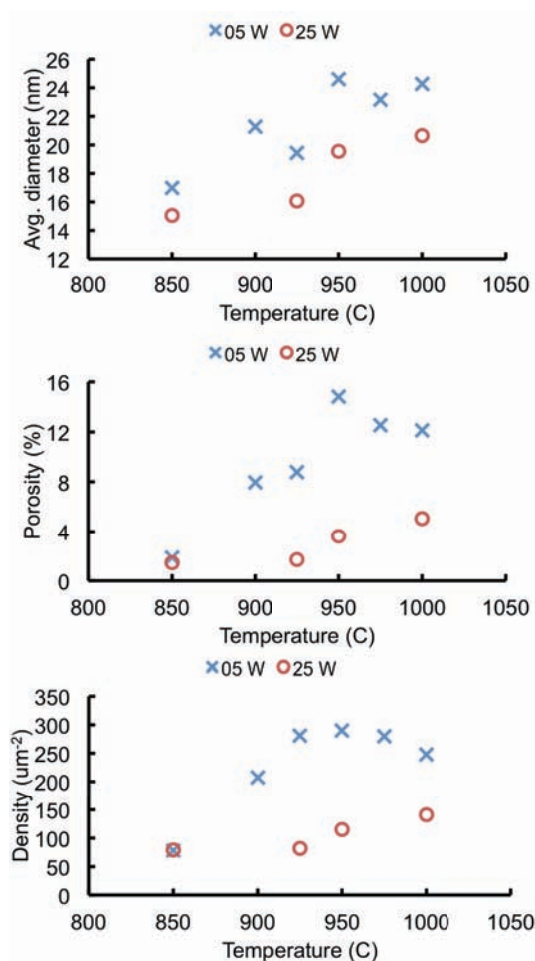 05 W 25 W
26
24
22
20
18
16
14
12
Avg. diameter (nm)
800 850 900 950 1000 1050
Temperature (C)
05 W 25 W
16
12
8
4
0
Porosity (%)
800 850 900 950 1000 1050
Temperature (C)
05 W 25 W
350
300
250
200
150
100
50
0
Density (um⁻²)
800 850 900 950 1000 1050
Temperature (C)